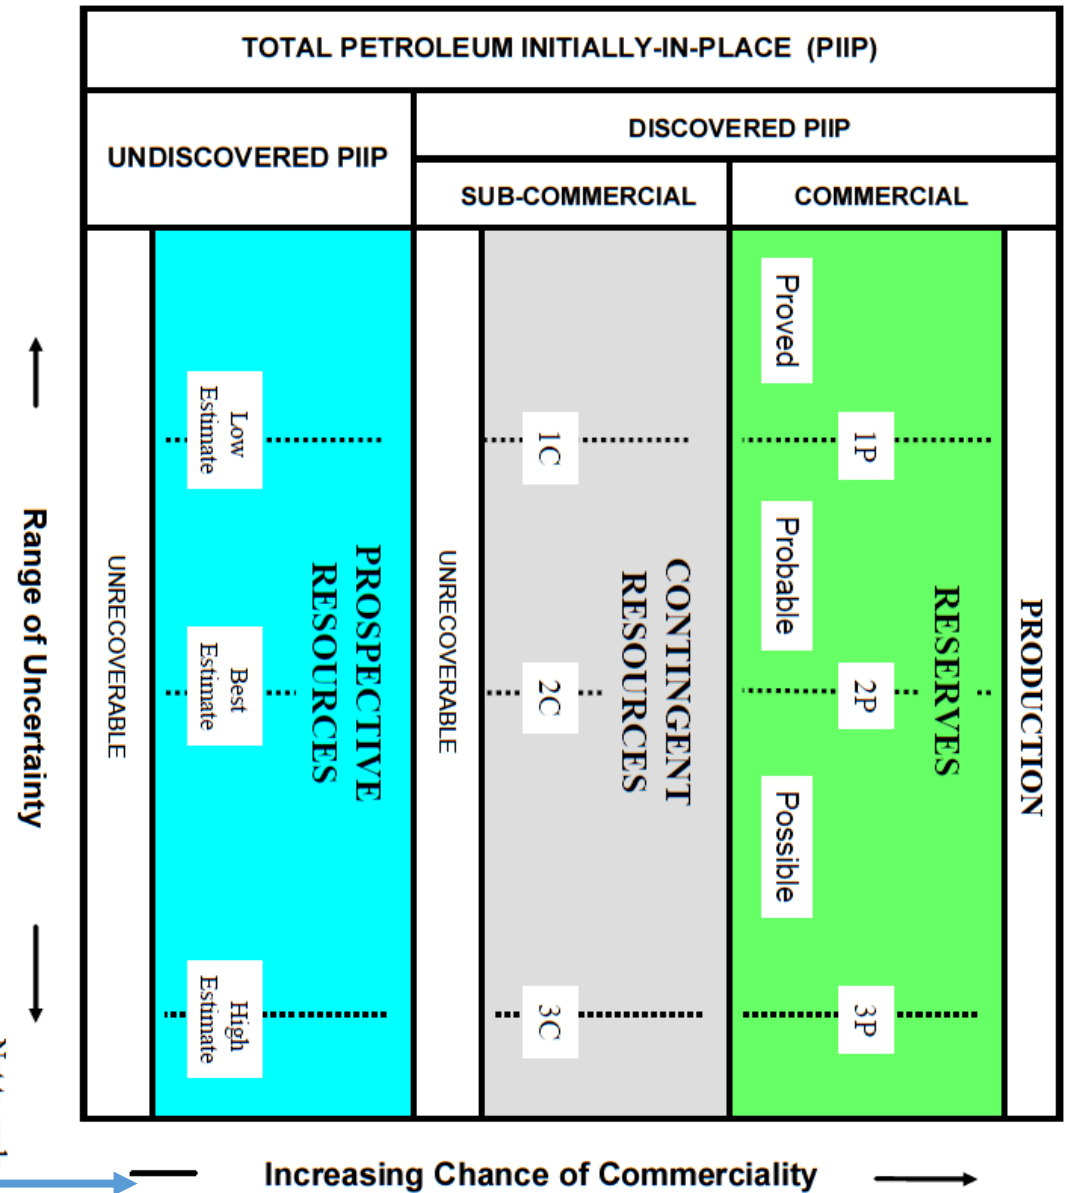 TOTAL PETROLEUM INITIALLY-IN-PLACE (PIIP)
UNDISCOVERED PIIP
DISCOVERED PIIP
SUB-COMMERCIAL
COMMERCIAL
Range of Uncertainty
UNRECOVERABLE
Low
Estimate
Best
Estimate
High
Estimate
PROSPECTIVE
RESOURCES
UNRECOVERABLE
1C
2C
3C
CONTINGENT
RESOURCES
Proved
Probable
Possible
1P
2P
3P
RESERVES
PRODUCTION
Increasing Chance of Commerciality